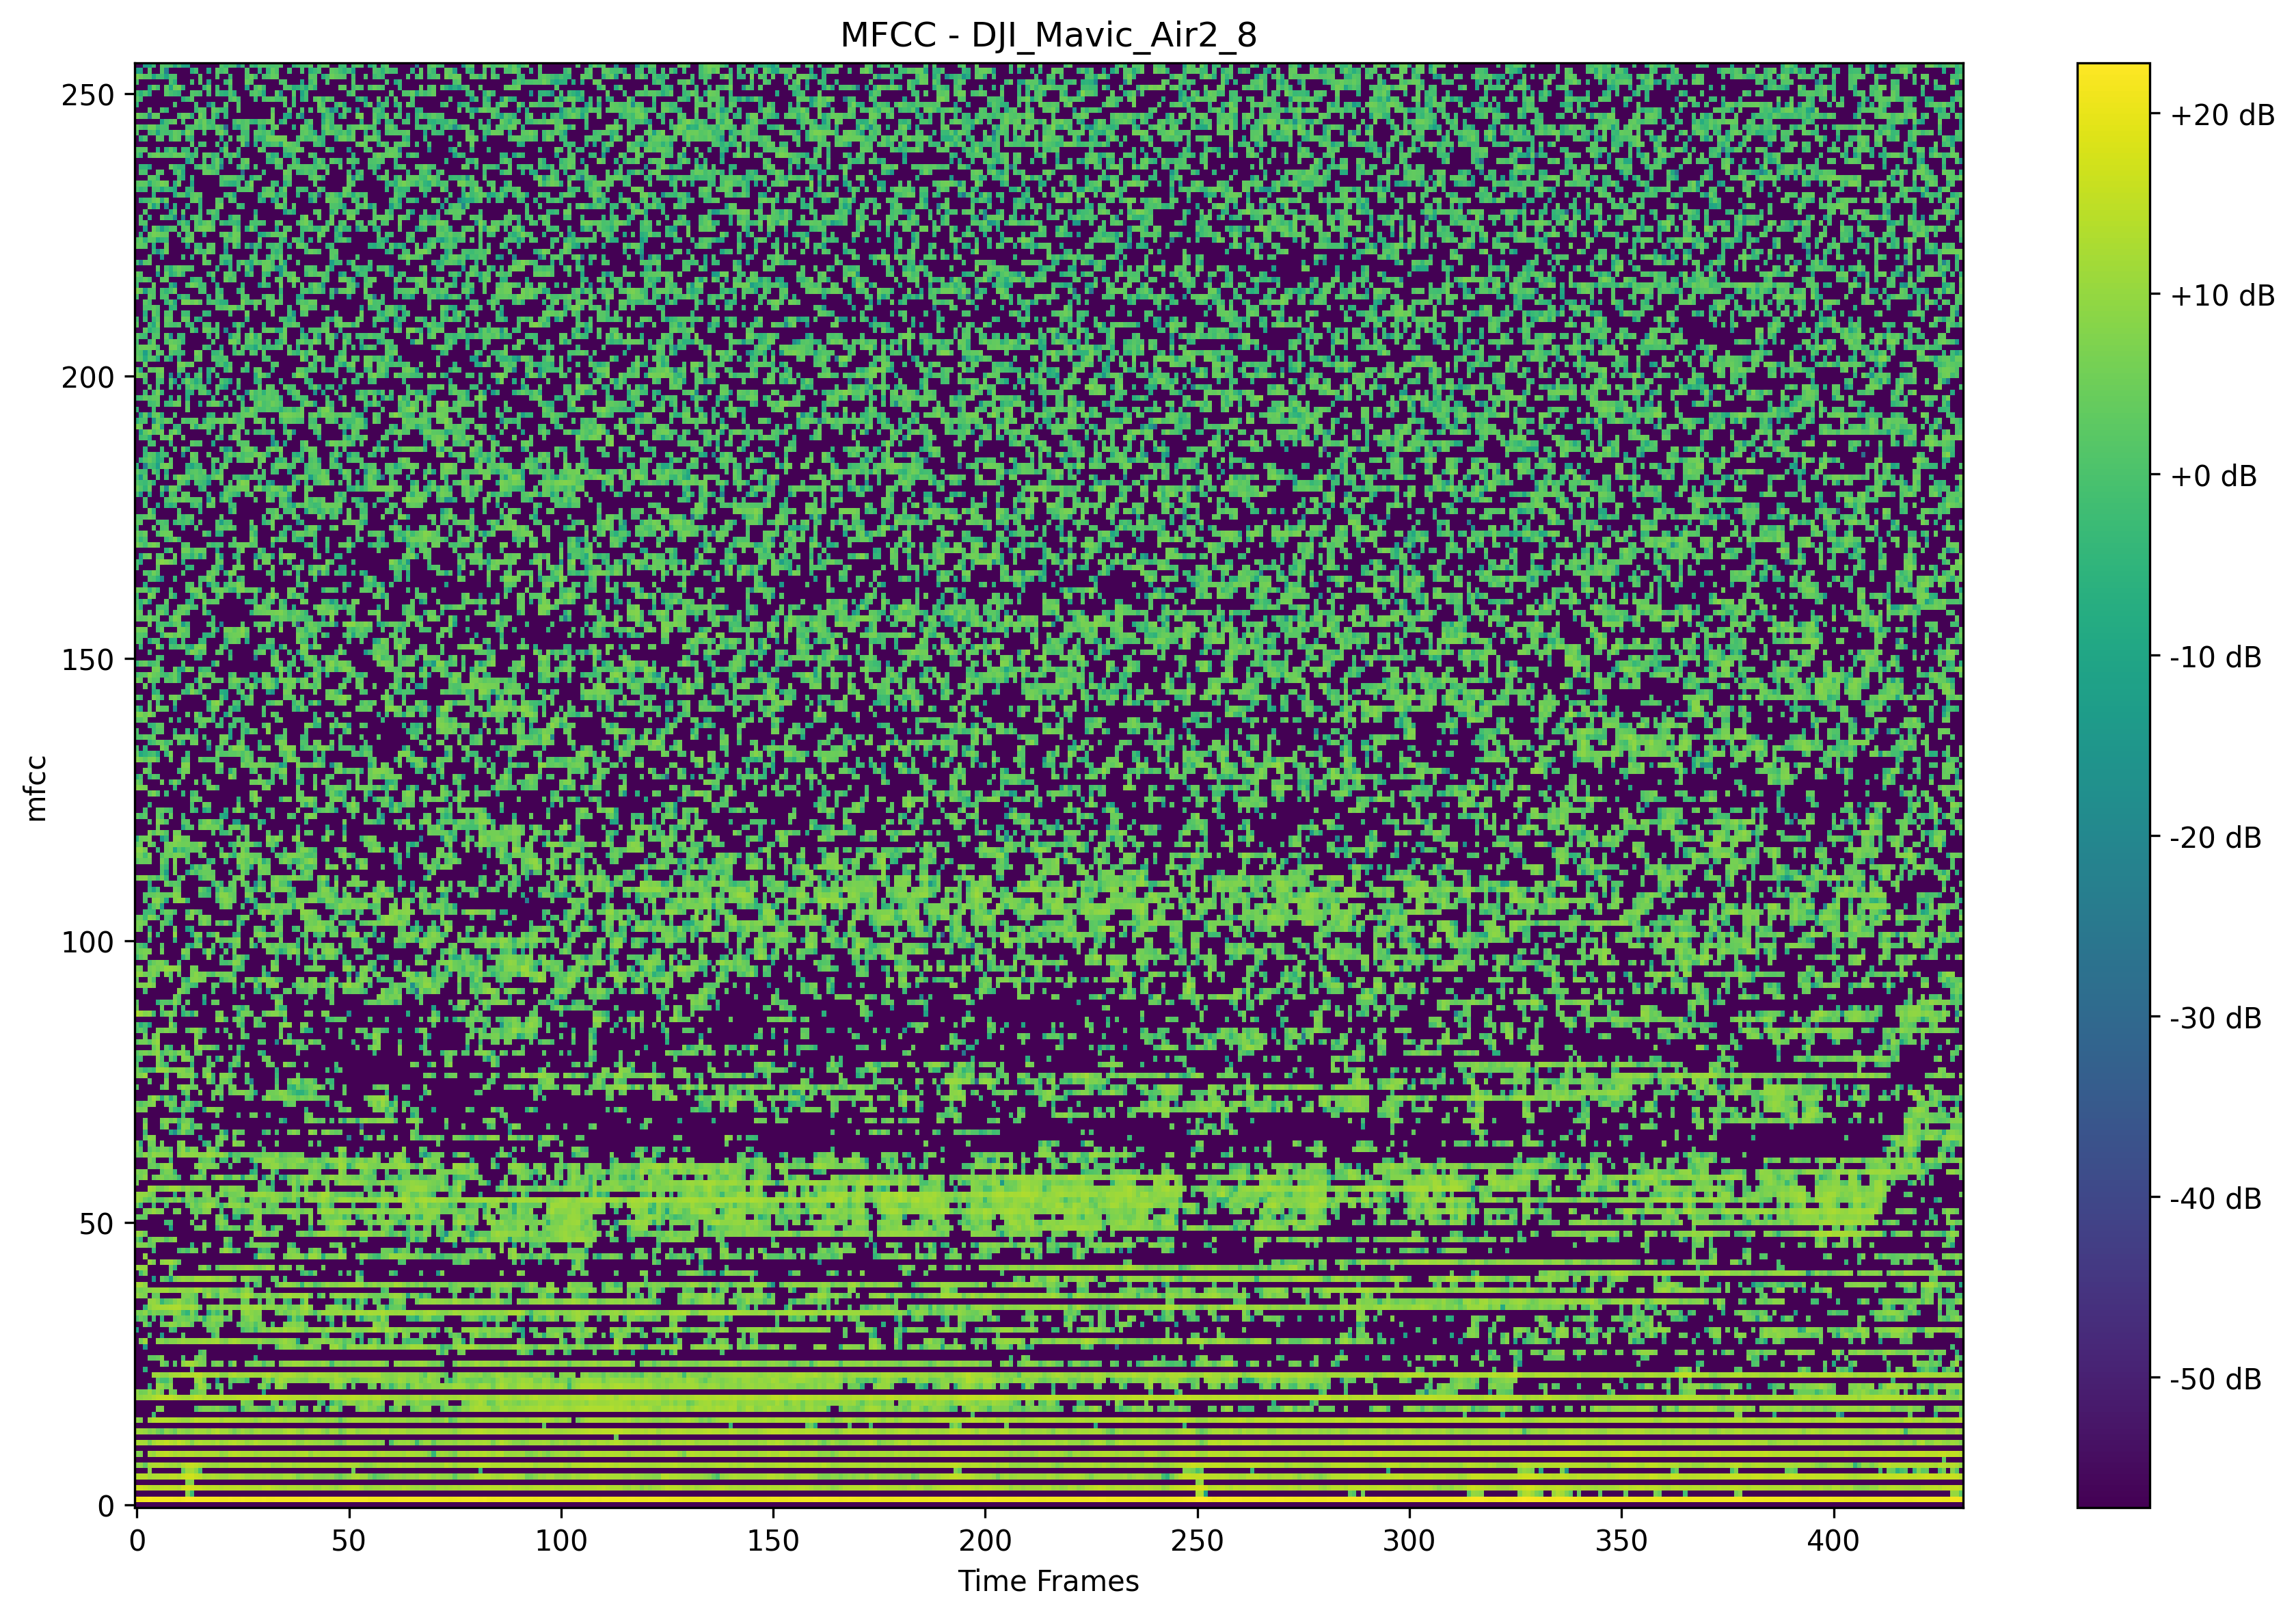 MFCC - DJI_Mavic_Air2_8
250
200
150
100
50
0
mfcc
0 50 100 150 200 250 300 350 400
Time Frames
+20 dB
+10 dB
+0 dB
-10 dB
-20 dB
-30 dB
-40 dB
-50 dB